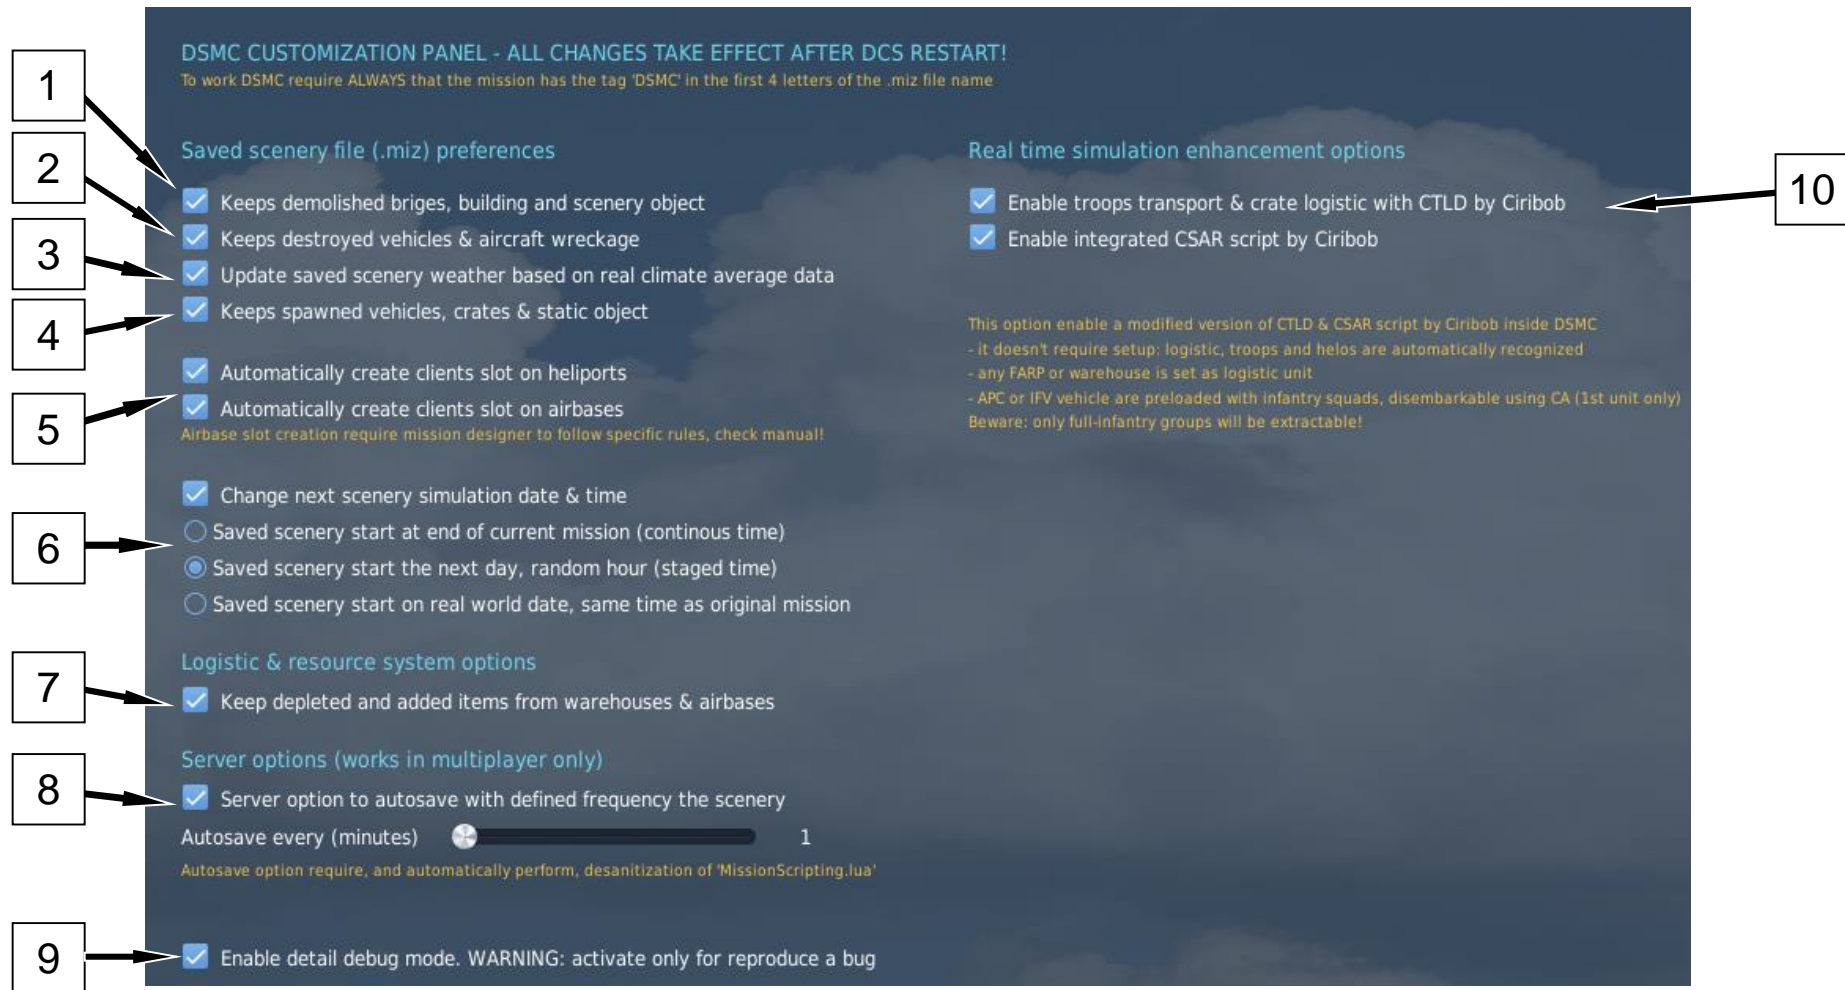 DSMC CUSTOMIZATION PANEL - ALL CHANGES TAKE EFFECT AFTER DCS RESTART!
To work DSMC require ALWAYS that the mission has the tag 'DSMC' in the first 4 letters of the .miz file name
1
2
3
4
5
6
7
8
9
Saved scenery file (.miz) preferences
Keeps demolished briges, building and scenery object
Keeps destroyed vehicles & aircraft wreckage
Update saved scenery weather based on real climate average data
Keeps spawned vehicles, crates & static object
Automatically create clients slot on heliports
Automatically create clients slot on airbases
Airbase slot creation require mission designer to follow specific rules, check manual!
Change next scenery simulation date & time
Saved scenery start at end of current mission (continous time)
Saved scenery start the next day, random hour (staged time)
Saved scenery start on real world date, same time as original mission
Logistic & resource system options
Keep depleted and added items from warehouses & airbases
Server options (works in multiplayer only)
Server option to autosave with defined frequency the scenery
Autosave every (minutes) 1
Autosave option require, and automatically perform, desanitization of 'MissionScripting.lua'
Enable detail debug mode. WARNING: activate only for reproduce a bug
Real time simulation enhancement options
Enable troops transport & crate logistic with CTLD by Ciribob
Enable integrated CSAR script by Ciribob
This option enable a modified version of CTLD & CSAR script by Ciribob inside DSMC
- it doesn't require setup: logistic, troops and helos are automatically recognized
- any FARP or warehouse is set as logistic unit
- APC or IFV vehicle are preloaded with infantry squads, disembarkable using CA (1st unit only)
Beware: only full-infantry groups will be extractable!
10